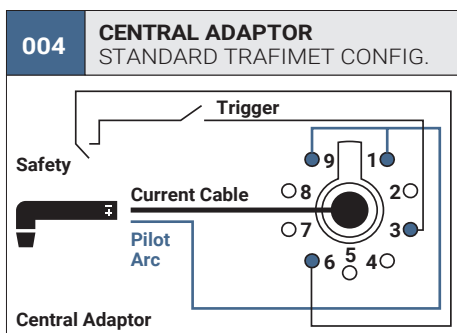 004
CENTRAL ADAPTOR
STANDARD TRAFIMET CONFIG.
Trigger
Safety
9 1
8 2
Current Cable
7 3
Pilot
Arc
6 5 4
Central Adaptor